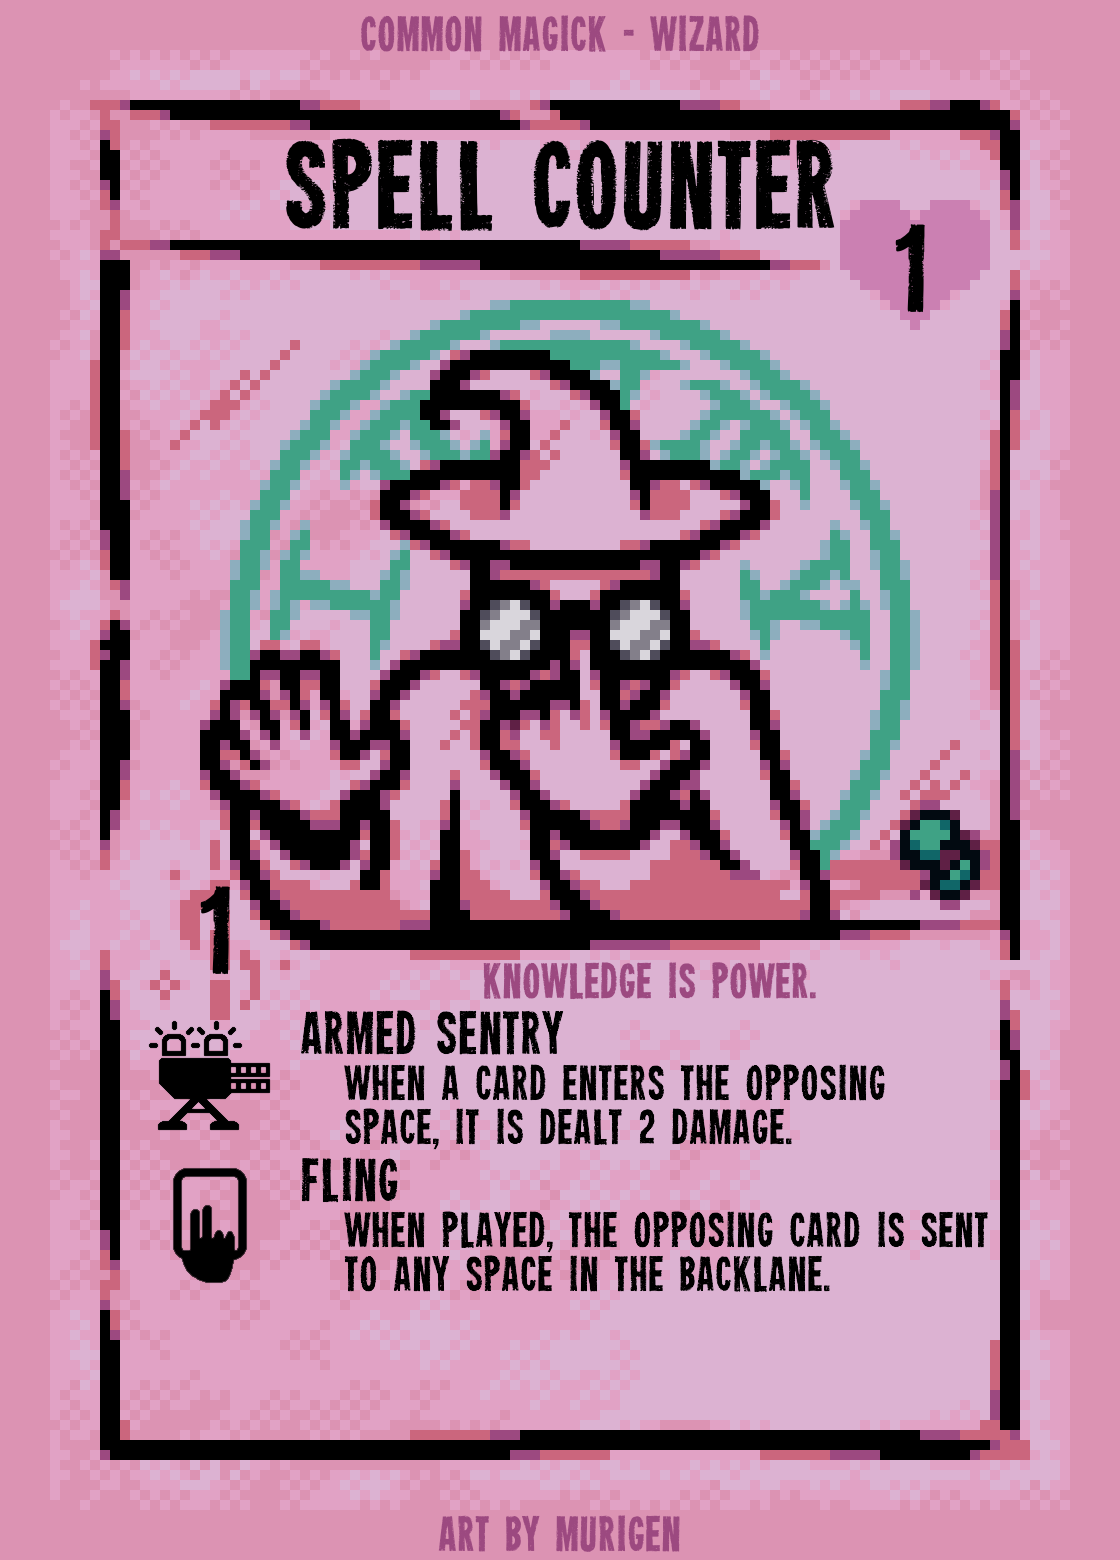 COMMON MAGICK - WIZARD
SPELL COUNTER
1
1
KNOWLEDGE IS POWER.
ARMED SENTRY
WHEN A CARD ENTERS THE OPPOSING
SPACE, IT IS DEALT 2 DAMAGE.
FLING
WHEN PLAYED, THE OPPOSING CARD IS SENT
TO ANY SPACE IN THE BACKLANE.
ART BY MURIGEN